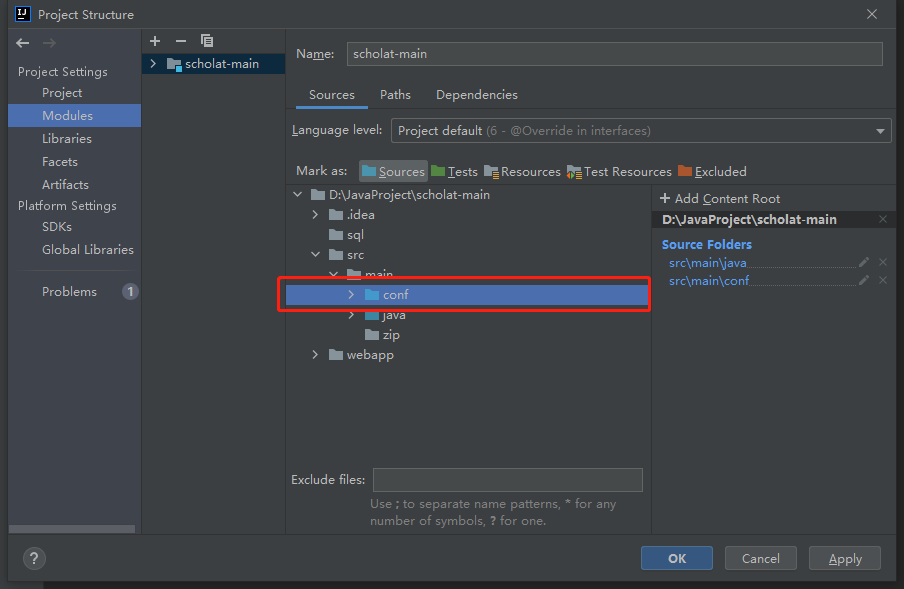 Project Structure
Project Settings
Project
Modules
Libraries
Facets
Artifacts
Platform Settings
SDKs
Global Libraries
Problems 1
scholat-main
Name: scholat-main
Sources Paths Dependencies
Language level: Project default (6 - @Override in interfaces)
Mark as: Sources Tests Resources Test Resources Excluded
D:\JavaProject\scholat-main
.idea
sql
src
main
conf
java
zip
webapp
+ Add Content Root
D:\JavaProject\scholat-main
Source Folders
src\main\java
src\main\conf
Exclude files:
Use ; to separate name patterns, * for any
number of symbols, ? for one.
? OK Cancel Apply